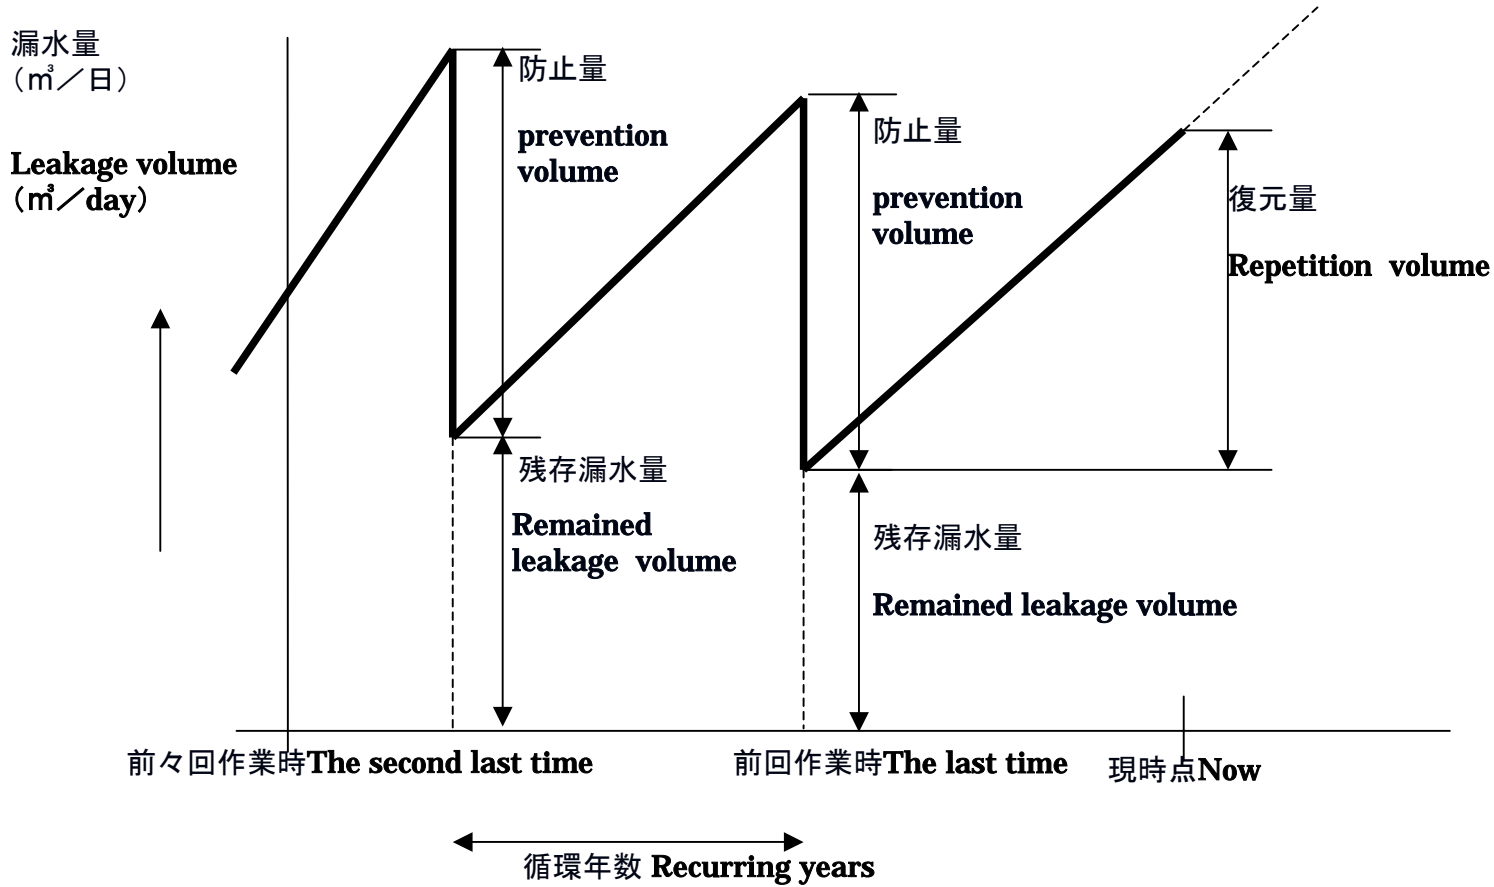 漏水量
（㎥／日）
Leakage volume
（㎥／day）
防止量
prevention
volume
防止量
prevention
volume
復元量
Repetition volume
残存漏水量
Remained
leakage volume
残存漏水量
Remained leakage volume
前々回作業時The second last time
前回作業時The last time
現時点Now
循環年数 Recurring years